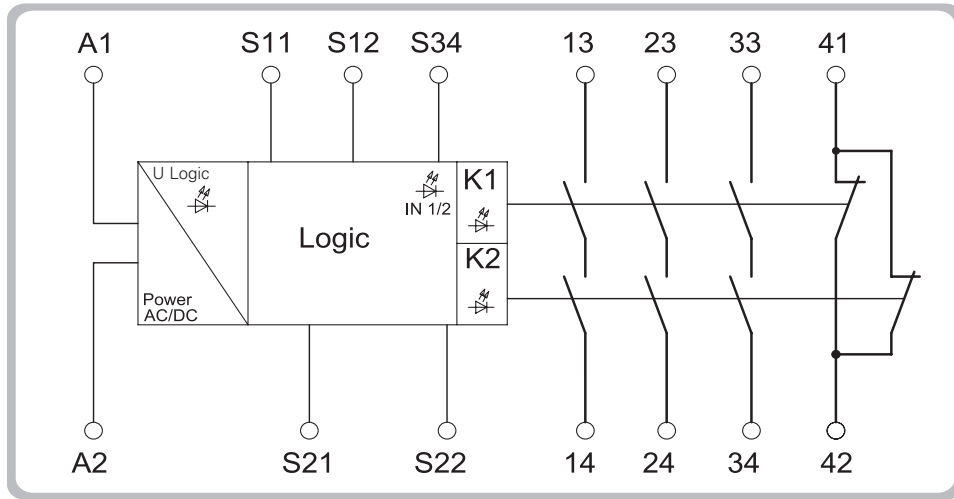 A1 S11 S12 S34 13 23 33 41
U Logic
K1
IN 1/2
Logic
K2
Power
AC/DC
A2 S21 S22 14 24 34 42